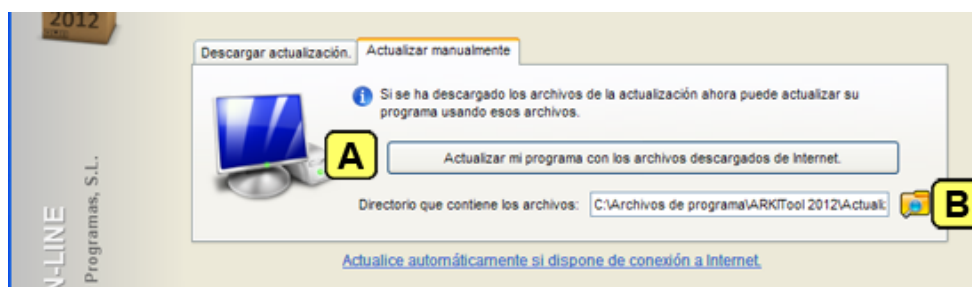 2012
Descargar actualización.
Actualizar manualmente
Si se ha descargado los archivos de la actualización ahora puede actualizar su
programa usando esos archivos.
A
Actualizar mi programa con los archivos descargados de Internet.
Directorio que contiene los archivos:
C:\Archivos de programa\ARKITool 2012\Actuali
B
Actualice automáticamente si dispone de conexión a Internet.
N-LINE
Programas, S.L.